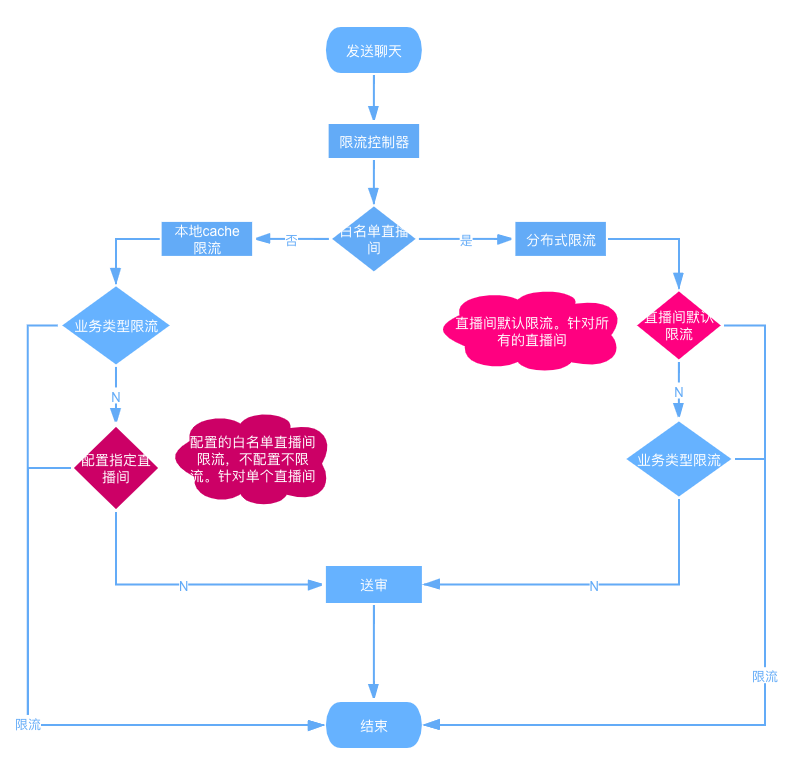 发送聊天
限流控制器
白名单直播
间
否
是
本地cache
限流
分布式限流
业务类型限流
直播间默认限流。针对所
有的直播间
直播间默认
限流
N
N
配置指定直
播间
配置的白名单直播间
限流，不配置不限
流。针对单个直播间
业务类型限流
N
送审
N
限流
限流
结束